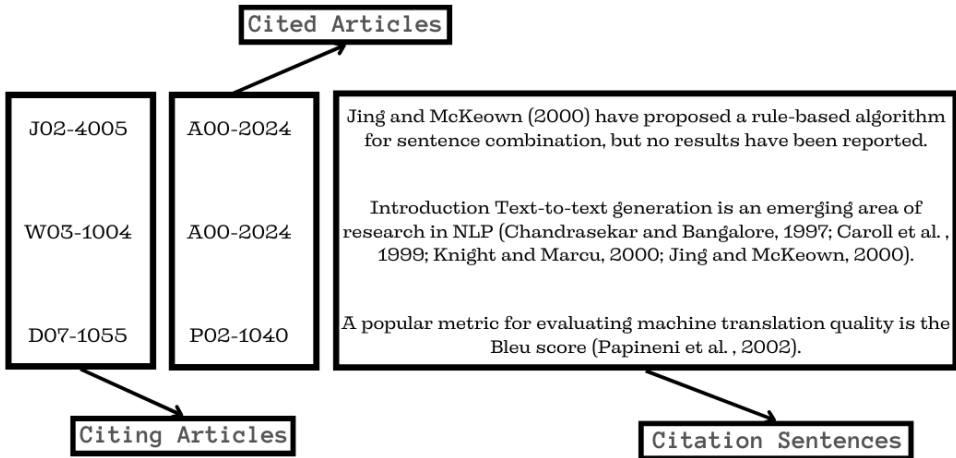 Cited Articles
J02-4005
A00-2024
Jing and McKeown (2000) have proposed a rule-based algorithm
for sentence combination, but no results have been reported.
W03-1004
A00-2024
Introduction Text-to-text generation is an emerging area of
research in NLP (Chandrasekar and Bangalore, 1997; Caroll et al. ,
1999; Knight and Marcu, 2000; Jing and McKeown, 2000).
D07-1055
P02-1040
A popular metric for evaluating machine translation quality is the
Bleu score (Papineni et al. , 2002).
Citing Articles
Citation Sentences